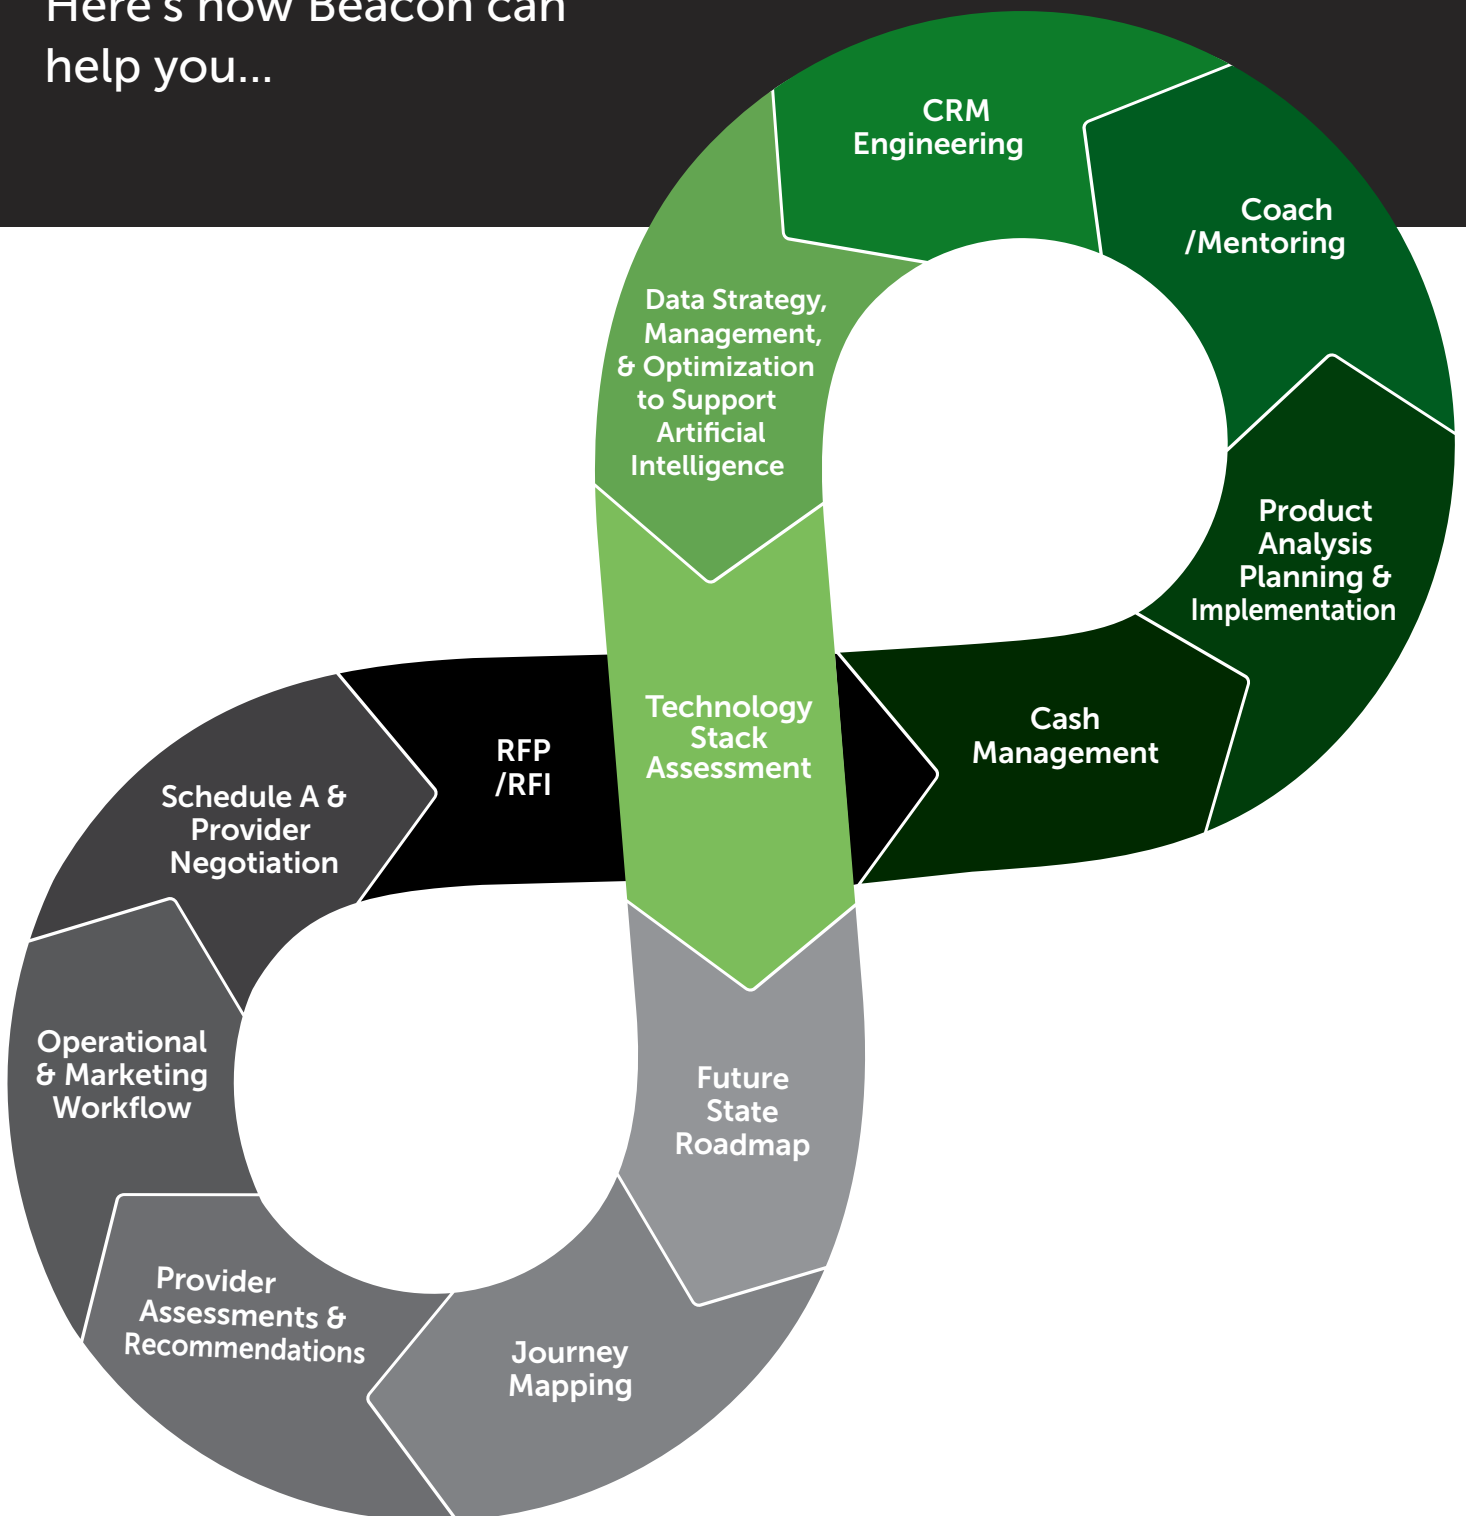 Here's how Beacon can
help you...
CRM
Engineering
Coach
/Mentoring
Data Strategy,
Management,
& Optimization
to Support
Artificial
Intelligence
Product
Analysis
Planning &
Implementation
Technology
Stack
Assessment
Cash
Management
RFP
/RFI
Schedule A &
Provider
Negotiation
Operational
& Marketing
Workflow
Future
State
Roadmap
Provider
Assessments &
Recommendations
Journey
Mapping